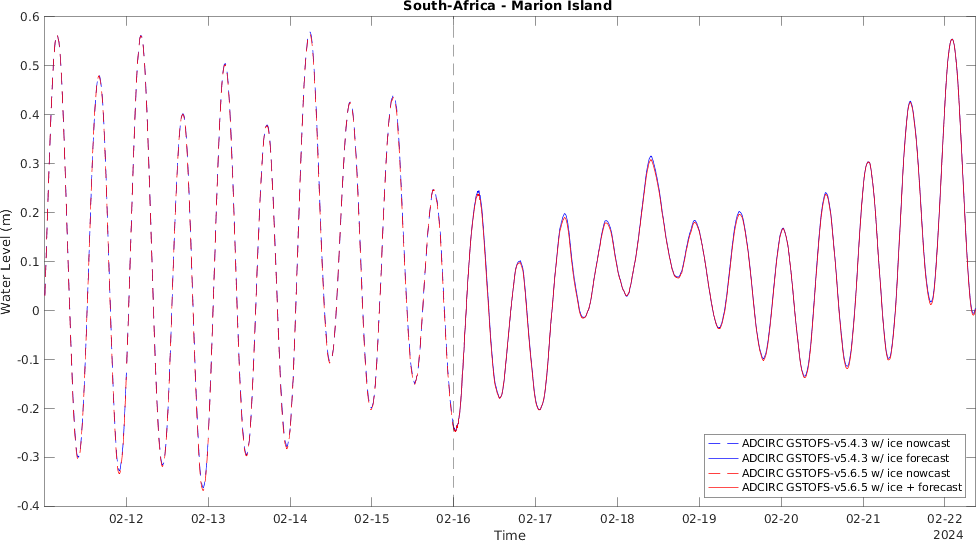 South-Africa - Marion Island
0.6
0.5
0.4
0.3
0.2
0.1
0
-0.1
-0.2
-0.3
-0.4
Water Level (m)
02-12 02-13 02-14 02-15 02-16 02-17 02-18 02-19 02-20 02-21 02-22
2024
Time
ADCIRC GSTOFS-v5.4.3 w/ ice nowcast
ADCIRC GSTOFS-v5.4.3 w/ ice forecast
ADCIRC GSTOFS-v5.6.5 w/ ice nowcast
ADCIRC GSTOFS-v5.6.5 w/ ice + forecast